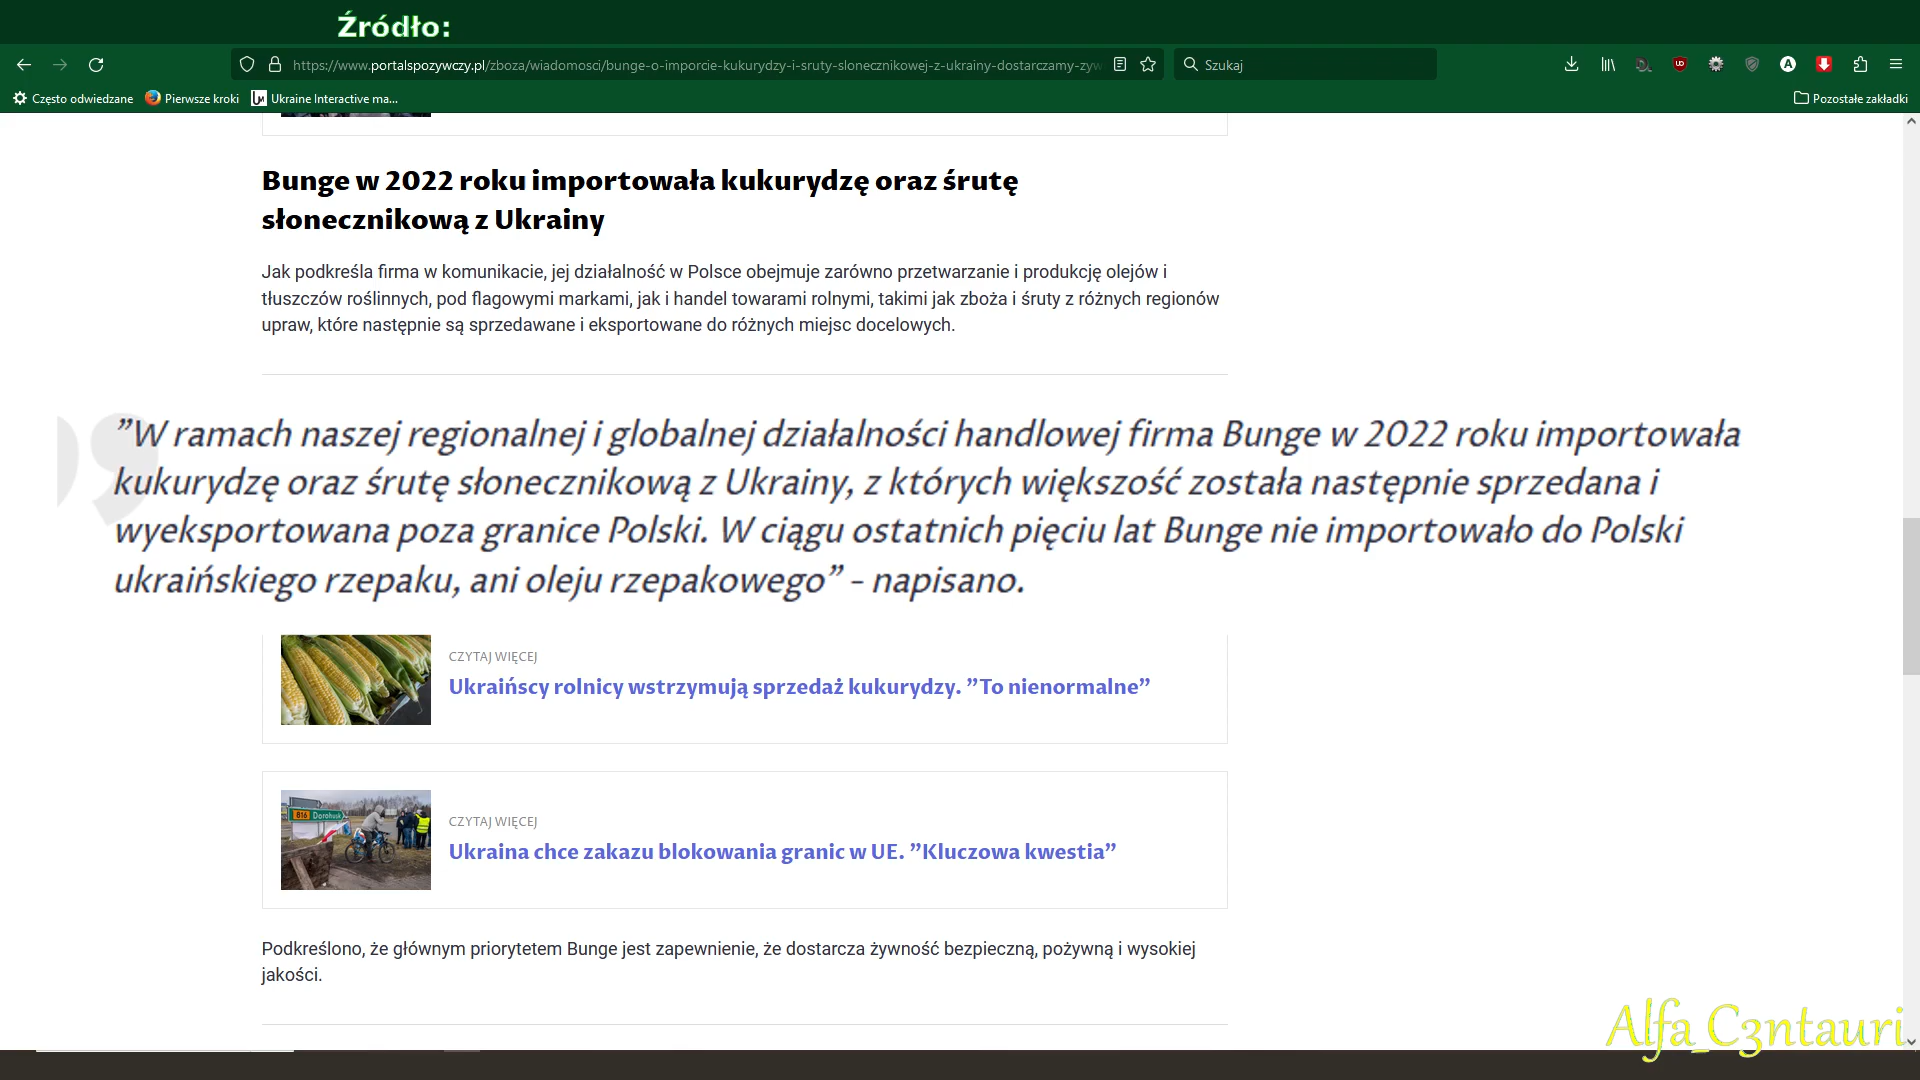 Źródło:
https://www.portalspozywczy.pl/zboza/wiadomosci/bunge-o-imporcie-kukurydzy-i-sruty-slonecznikowej-z-ukrainy-dostarczamy-zyw
Szukaj
Często odwiedzane
Pierwsze kroki
Ukraine Interactive ma...
Pozostałe zakładki
Bunge w 2022 roku importowała kukurydzę oraz śrutę
słonecznikową z Ukrainy
Jak podkreśla firma w komunikacie, jej działalność w Polsce obejmuje zarówno przetwarzanie i produkcję olejów i
tłuszczów roślinnych, pod flagowymi markami, jak i handel towarami rolnymi, takimi jak zboża i śruty z różnych regionów
upraw, które następnie są sprzedawane i eksportowane do różnych miejsc docelowych.
”W ramach naszej regionalnej i globalnej działalności handlowej firma Bunge w 2022 roku importowała
kukurydzę oraz śrutę słonecznikową z Ukrainy, z których większość została następnie sprzedana i
wyeksportowana poza granice Polski. W ciągu ostatnich pięciu lat Bunge nie importowało do Polski
ukraińskiego rzepaku, ani oleju rzepakowego” - napisano.
CZYTAJ WIĘCEJ
Ukraińscy rolnicy wstrzymują sprzedaż kukurydzy. ”To nienormalne”
816 Dorohusk
CZYTAJ WIĘCEJ
Ukraina chce zakazu blokowania granic w UE. ”Kluczowa kwestia”
Podkreślono, że głównym priorytetem Bunge jest zapewnienie, że dostarcza żywność bezpieczną, pożywną i wysokiej
jakości.
Alfa_C3ntauri